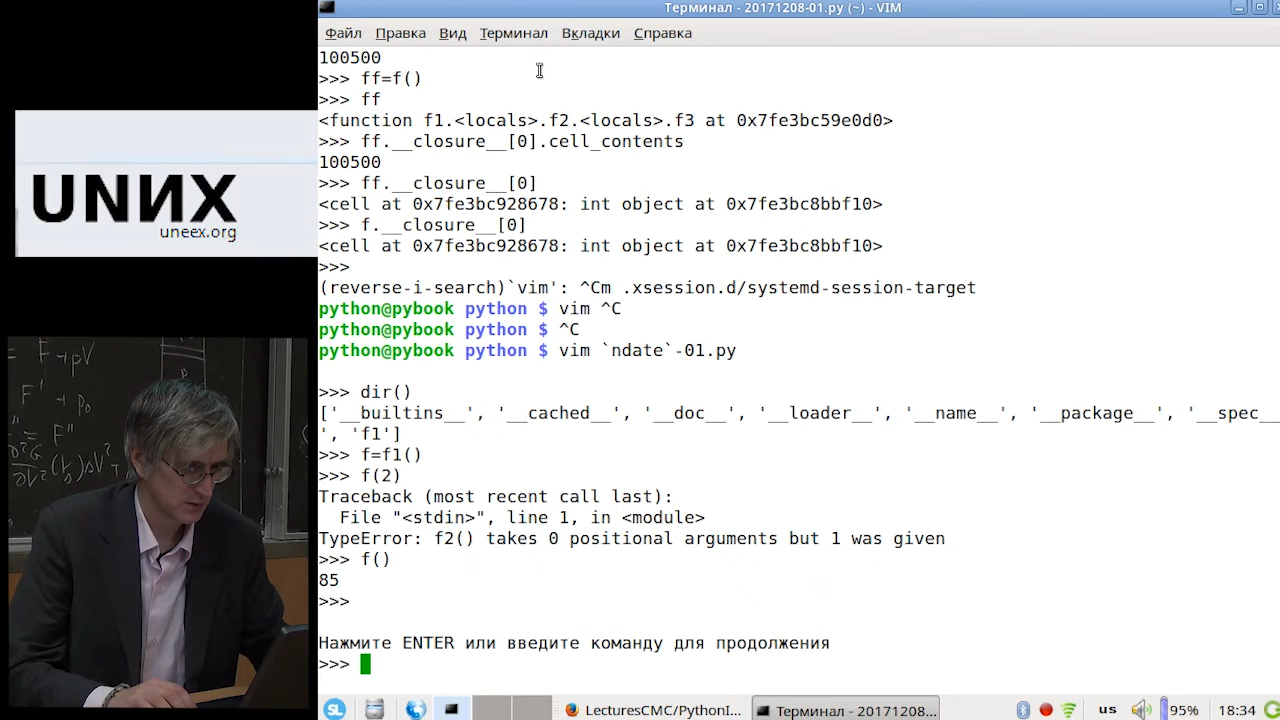 Терминал - 20171208-01.py (~) - VIM
Файл Правка Вид Терминал Вкладки Справка
100500
>>> ff=f()
>>> ff
<function f1.<locals>.f2.<locals>.f3 at 0x7fe3bc59e0d0>
>>> ff.__closure__[0].cell_contents
100500
>>> ff.__closure__[0]
<cell at 0x7fe3bc928678: int object at 0x7fe3bc8bbf10>
>>> f.__closure__[0]
<cell at 0x7fe3bc928678: int object at 0x7fe3bc8bbf10>
>>>
(reverse-i-search)`vim': ^Cm .xsession.d/systemd-session-target
python@pybook python $ vim ^C
python@pybook python $ ^C
python@pybook python $ vim `ndate`-01.py
>>> dir()
['__builtins__', '__cached__', '__doc__', '__loader__', '__name__', '__package__', '__spec__
', 'f1']
>>> f=f1()
>>> f(2)
Traceback (most recent call last):
File "<stdin>", line 1, in <module>
TypeError: f2() takes 0 positional arguments but 1 was given
>>> f()
85
>>>
Нажмите ENTER или введите команду для продолжения
>>>
LecturesCMC/PythonI... Терминал - 20171208... us 95% 18:34
UNИX
uneex.org
F→pV
F' → p₀
= F"